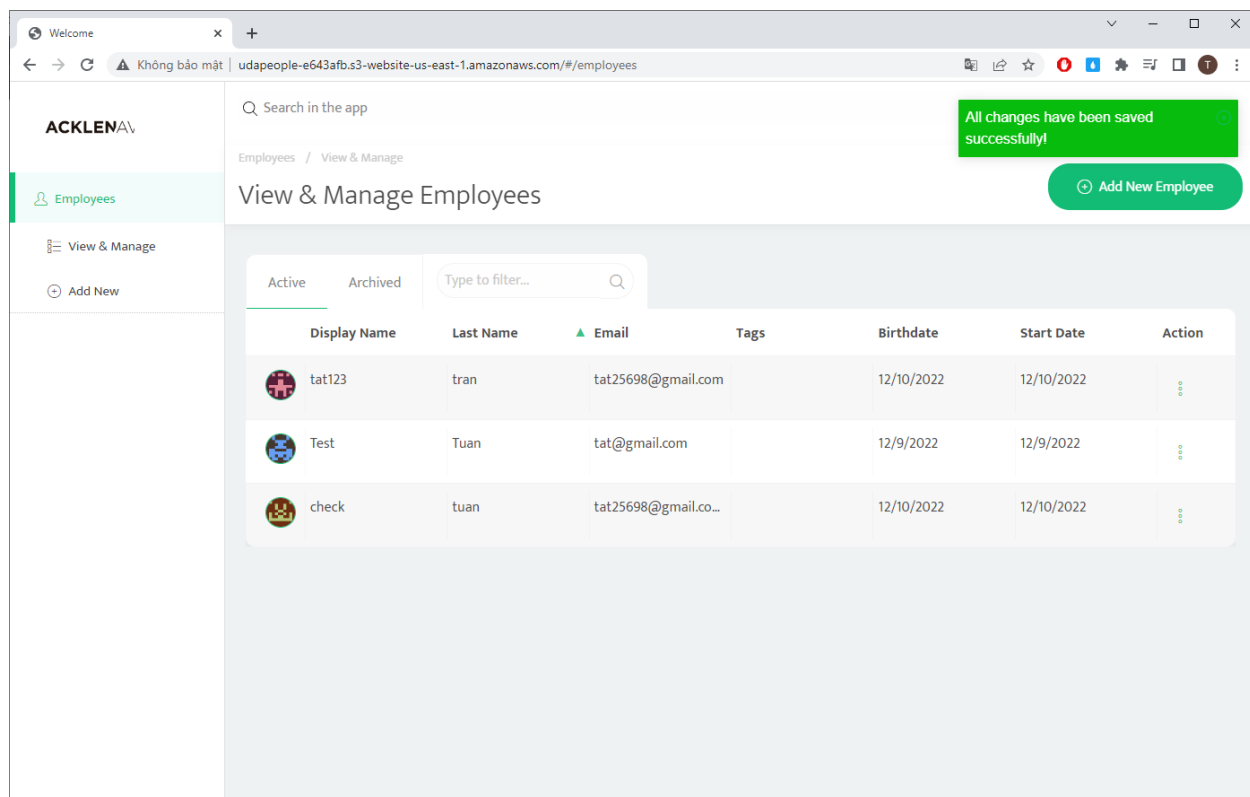 Welcome
Không bảo mật | udapeople-e643afb.s3-website-us-east-1.amazonaws.com/#/employees
T
ACKLENAV
Search in the app
All changes have been saved
successfully!
Employees / View & Manage
View & Manage Employees
Add New Employee
Employees
View & Manage
Add New
Active Archived Type to filter...
Display Name Last Name Email Tags Birthdate Start Date Action
tat123 tran tat25698@gmail.com 12/10/2022 12/10/2022
Test Tuan tat@gmail.com 12/9/2022 12/9/2022
check tuan tat25698@gmail.co... 12/10/2022 12/10/2022